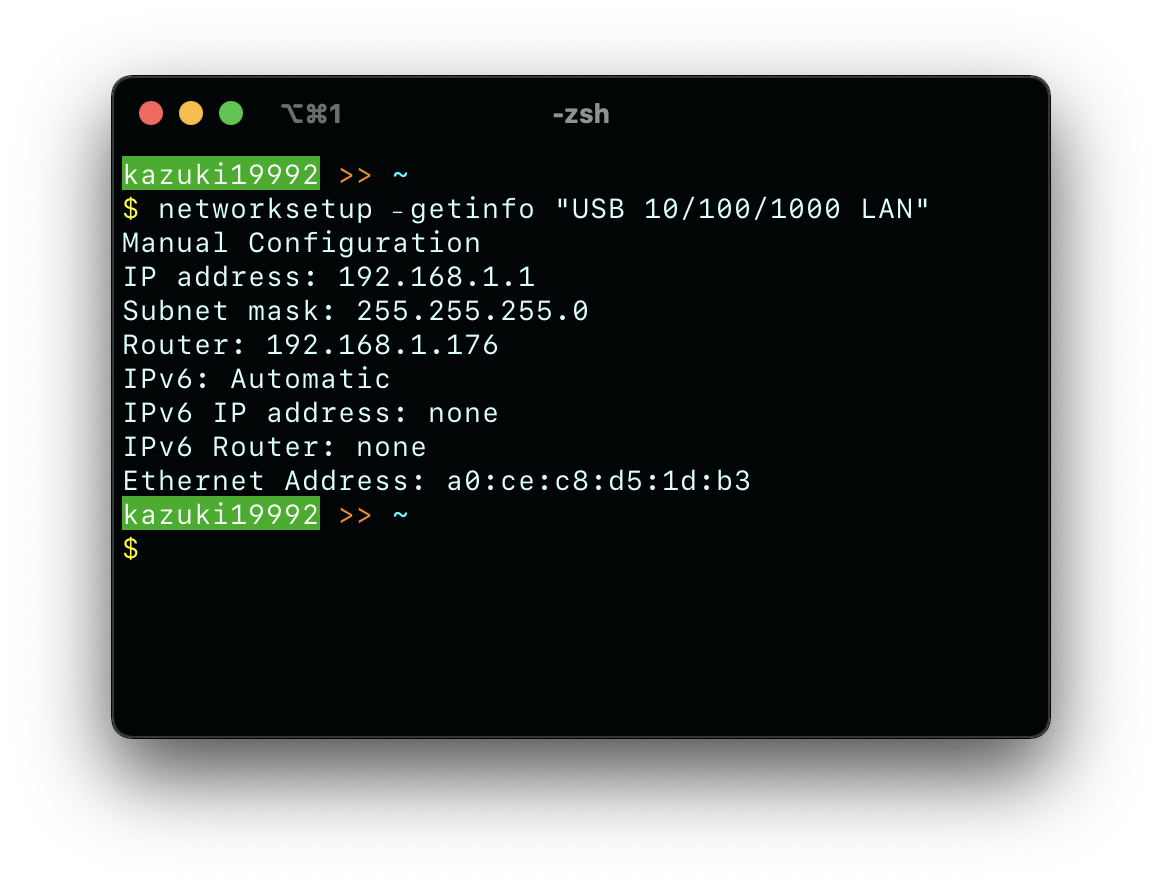 ⌥⌘1
-zsh
kazuki19992 >> ~
$ networksetup -getinfo "USB 10/100/1000 LAN"
Manual Configuration
IP address: 192.168.1.1
Subnet mask: 255.255.255.0
Router: 192.168.1.176
IPv6: Automatic
IPv6 IP address: none
IPv6 Router: none
Ethernet Address: a0:ce:c8:d5:1d:b3
kazuki19992 >> ~
$